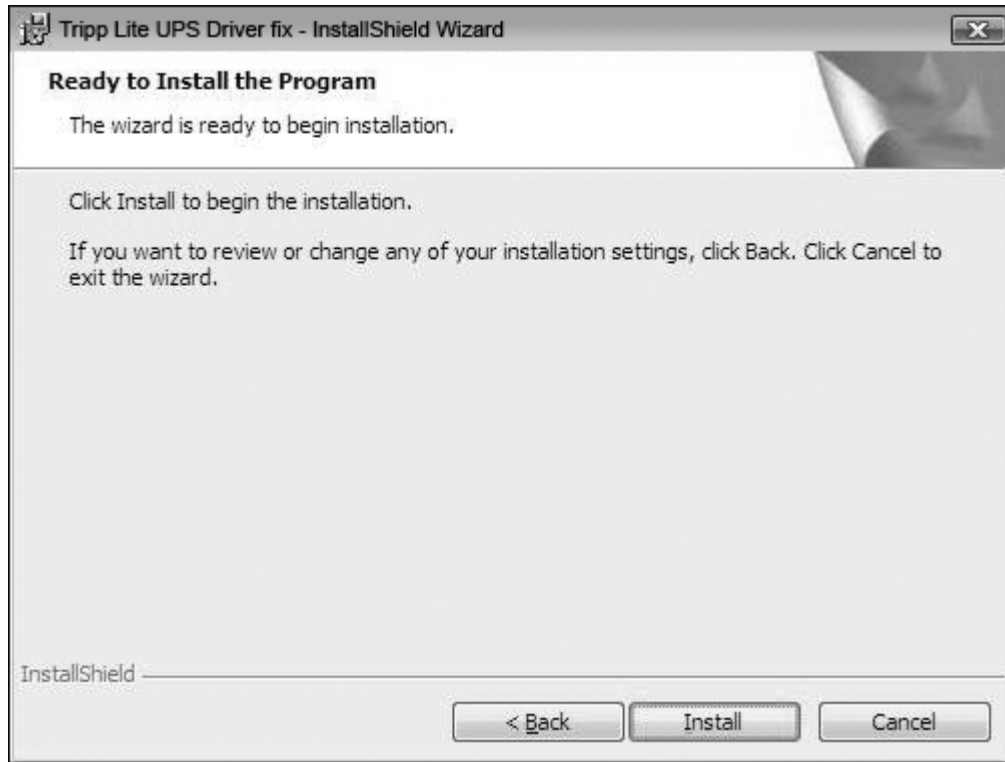 Tripp Lite UPS Driver fix - InstallShield Wizard
Ready to Install the Program
The wizard is ready to begin installation.
Click Install to begin the installation.
If you want to review or change any of your installation settings, click Back. Click Cancel to
exit the wizard.
InstallShield
< Back
Install
Cancel